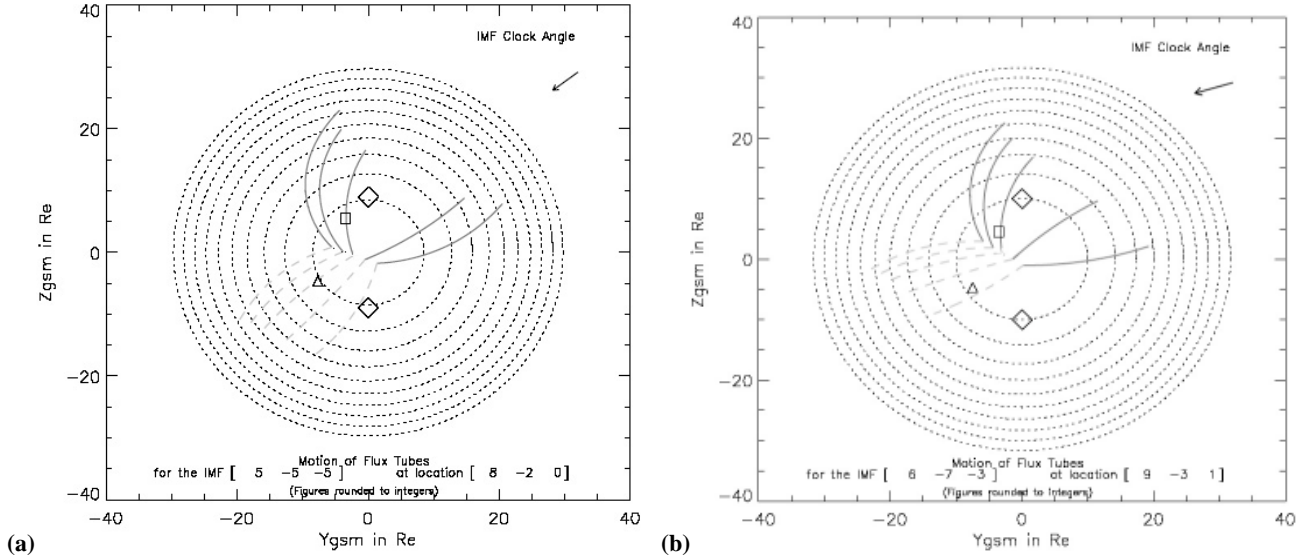 40
20
0
−20
−40
Zgsm in Re
IMF Clock Angle
Motion of Flux Tubes
for the IMF [ 5 −5 −5 ] at location [ 8 −2 0]
(Figures rounded to integers)
−40 −20 0 20 40
Ygsm in Re
(a)
40
20
0
−20
−40
Zgsm in Re
IMF Clock Angle
Motion of Flux Tubes
for the IMF [ 6 −7 −3 ] at location [ 9 −3 1]
(Figures rounded to integers)
−40 −20 0 20 40
Ygsm in Re
(b)